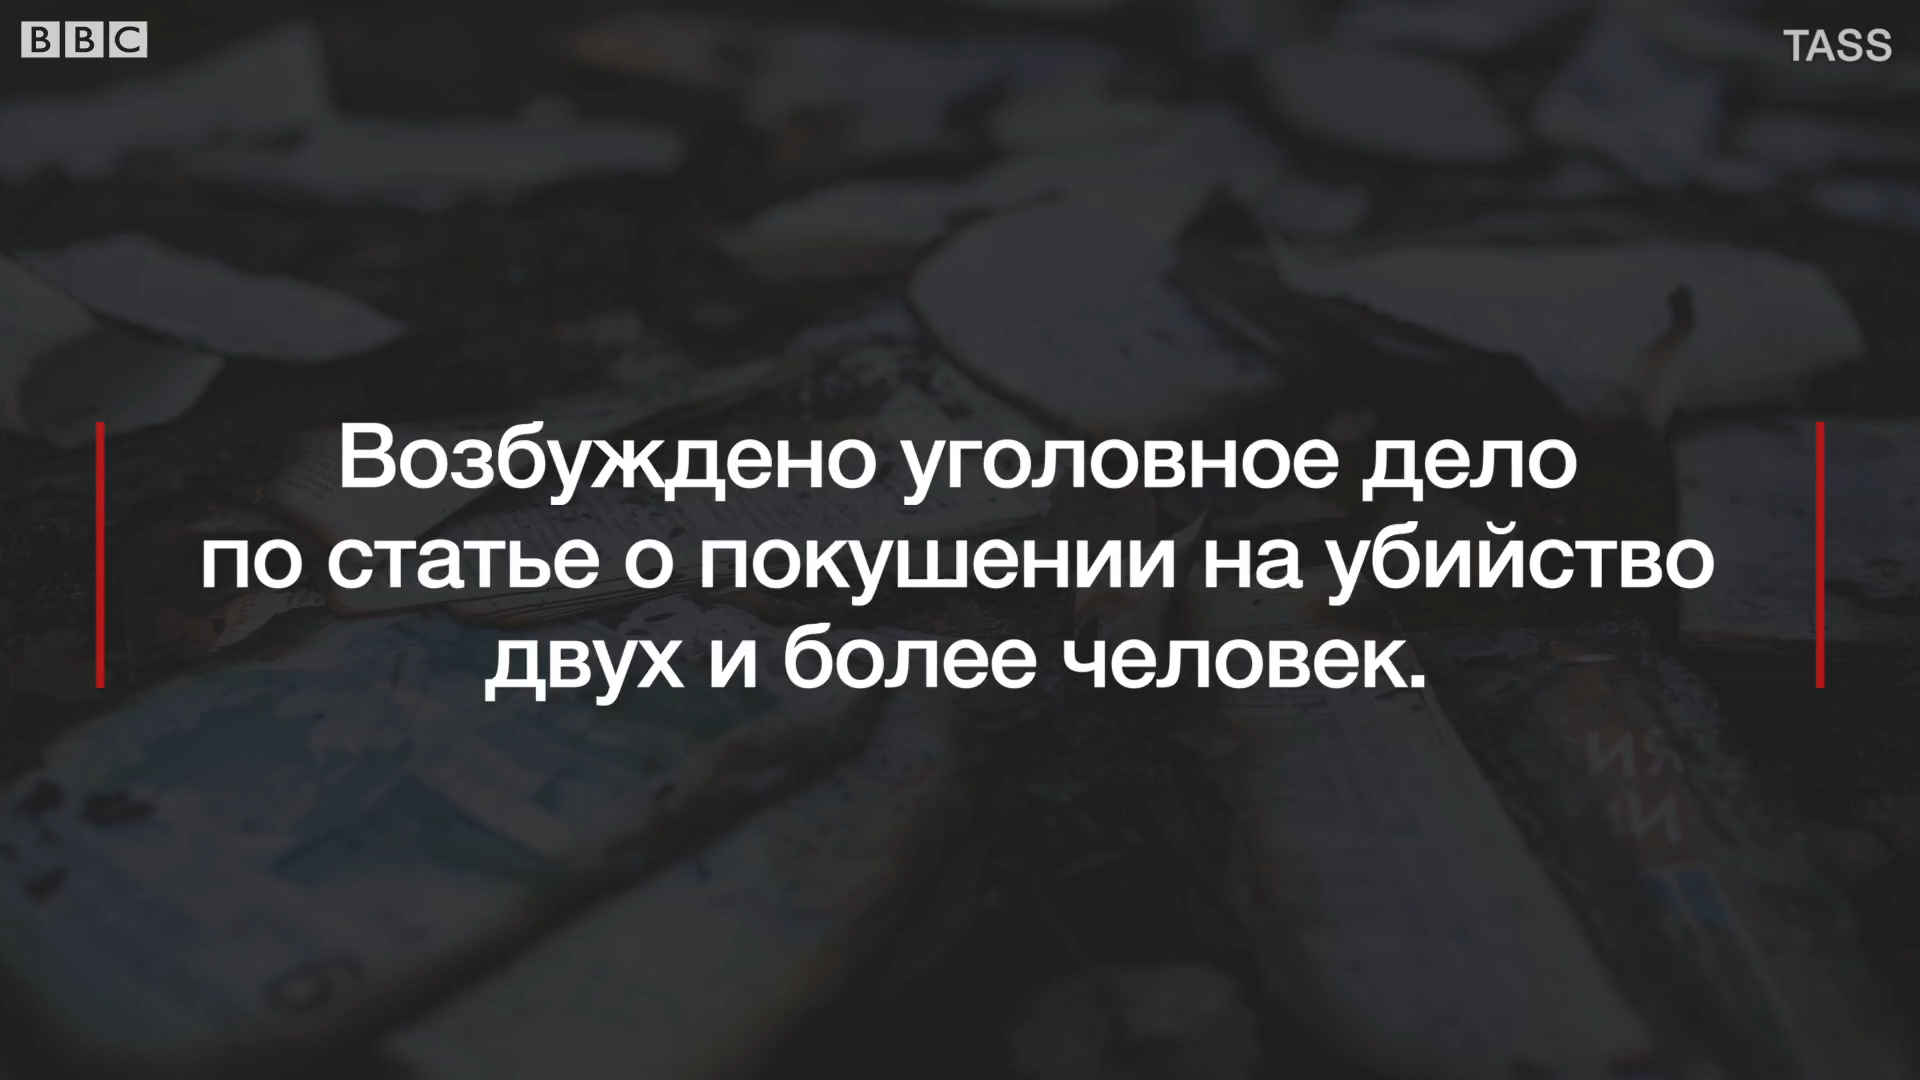 BBC
TASS
Возбуждено уголовное дело
по статье о покушении на убийство
двух и более человек.